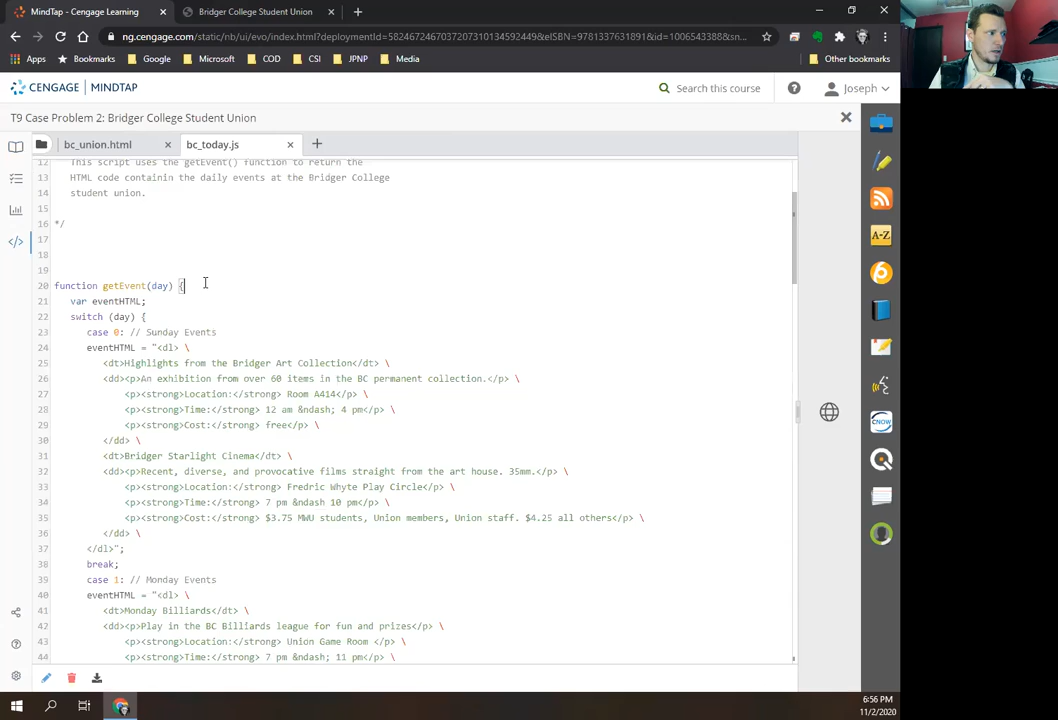 MindTap - Cengage Learning
Bridger College Student Union
ng.cengage.com/static/nb/ui/evo/index.html?deploymentId=582467246703720731013459244​9&eISBN=9781337631891&id=1006543388&sn...
Apps
Bookmarks
Google
Microsoft
COD
CSI
JPNP
Media
Other bookmarks
CENGAGE | MINDTAP
Search this course
Joseph
T9 Case Problem 2: Bridger College Student Union
bc_union.html
bc_today.js
12 This script uses the getEvent() function to return the
13 HTML code containin the daily events at the Bridger College
14 student union.
15
16 */
17
18
19
20 function getEvent(day) {
21 var eventHTML;
22 switch (day) {
23 case 0: // Sunday Events
24 eventHTML = "<dl> \
25 <dt>Highlights from the Bridger Art Collection</dt> \
26 <dd><p>An exhibition from over 60 items in the BC permanent collection.</p> \
27 <p><strong>Location:</strong> Room A414</p> \
28 <p><strong>Time:</strong> 12 am &ndash; 4 pm</p> \
29 <p><strong>Cost:</strong> free</p> \
30 </dd> \
31 <dt>Bridger Starlight Cinema</dt> \
32 <dd><p>Recent, diverse, and provocative films straight from the art house. 35mm.</p> \
33 <p><strong>Location:</strong> Fredric Whyte Play Circle</p> \
34 <p><strong>Time:</strong> 7 pm &ndash 10 pm</p> \
35 <p><strong>Cost:</strong> $3.75 MWU students, Union members, Union staff. $4.25 all others</p> \
36 </dd> \
37 </dl>";
38 break;
39 case 1: // Monday Events
40 eventHTML = "<dl> \
41 <dt>Monday Billiards</dt> \
42 <dd><p>Play in the BC Billiards league for fun and prizes</p> \
43 <p><strong>Location:</strong> Union Game Room </p> \
44 <p><strong>Time:</strong> 7 pm &ndash; 11 pm</p> \
A-Z
CNOW
6:56 PM
11/2/2020